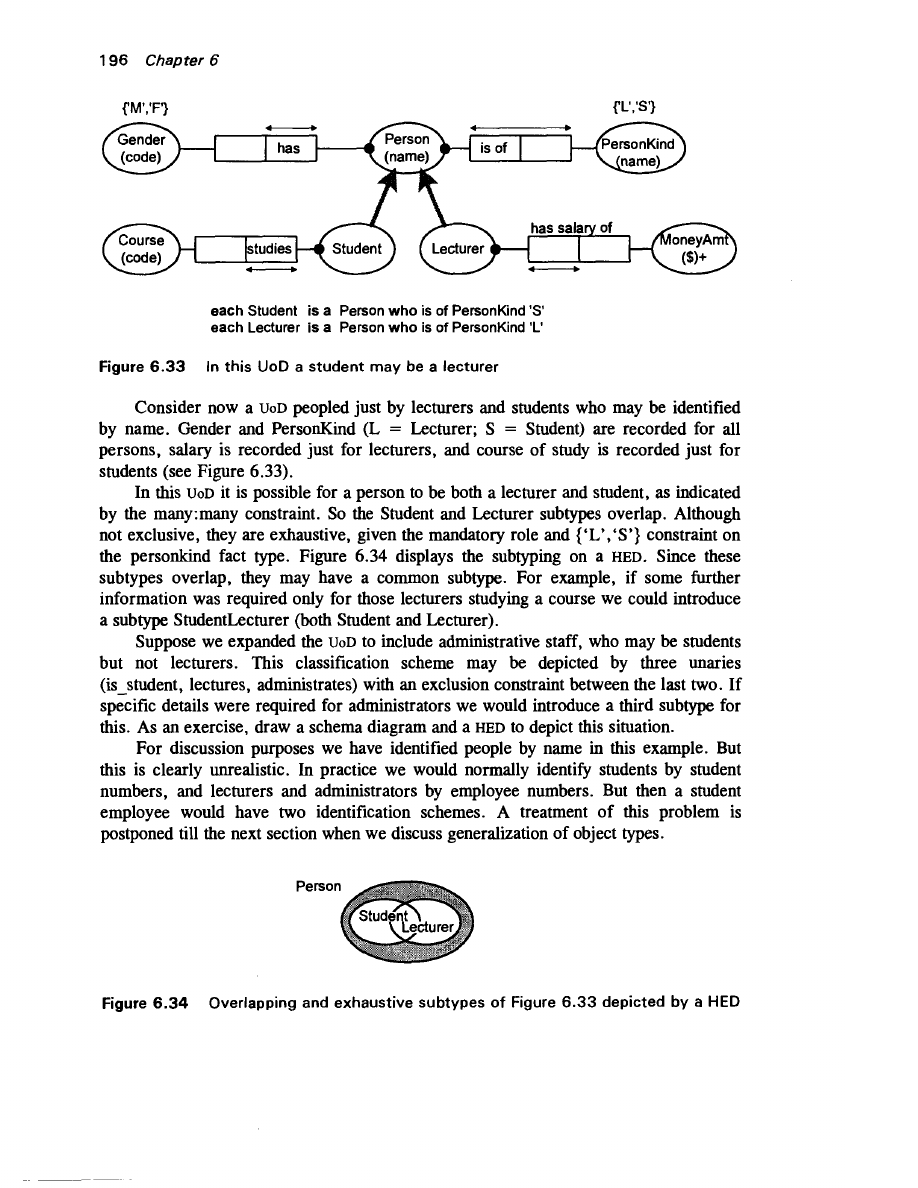 196 Chapter 6
{'M','F'} {'L','S'}
Gender
(code)
has
Person
(name)
is of
PersonKind
(name)
has salary of
Course
(code)
studies
Student
Lecturer
MoneyAmt
($)+
each Student is a Person who is of PersonKind 'S'
each Lecturer is a Person who is of PersonKind 'L'
Figure 6.33 In this UoD a student may be a lecturer
Consider now a UoD peopled just by lecturers and students who may be identified
by name. Gender and PersonKind (L = Lecturer; S = Student) are recorded for all
persons, salary is recorded just for lecturers, and course of study is recorded just for
students (see Figure 6.33).
In this UoD it is possible for a person to be both a lecturer and student, as indicated
by the many:many constraint. So the Student and Lecturer subtypes overlap. Although
not exclusive, they are exhaustive, given the mandatory role and {‘L’,‘S’} constraint on
the personkind fact type. Figure 6.34 displays the subtyping on a HED. Since these
subtypes overlap, they may have a common subtype. For example, if some further
information was required only for those lecturers studying a course we could introduce
a subtype StudentLecturer (both Student and Lecturer).
Suppose we expanded the UoD to include administrative staff, who may be students
but not lecturers. This classification scheme may be depicted by three unaries
(is_student, lectures, administrates) with an exclusion constraint between the last two. If
specific details were required for administrators we would introduce a third subtype for
this. As an exercise, draw a schema diagram and a HED to depict this situation.
For discussion purposes we have identified people by name in this example. But
this is clearly unrealistic. In practice we would normally identify students by student
numbers, and lecturers and administrators by employee numbers. But then a student
employee would have two identification schemes. A treatment of this problem is
postponed till the next section when we discuss generalization of object types.
Person
Student
Lecturer
Figure 6.34 Overlapping and exhaustive subtypes of Figure 6.33 depicted by a HED